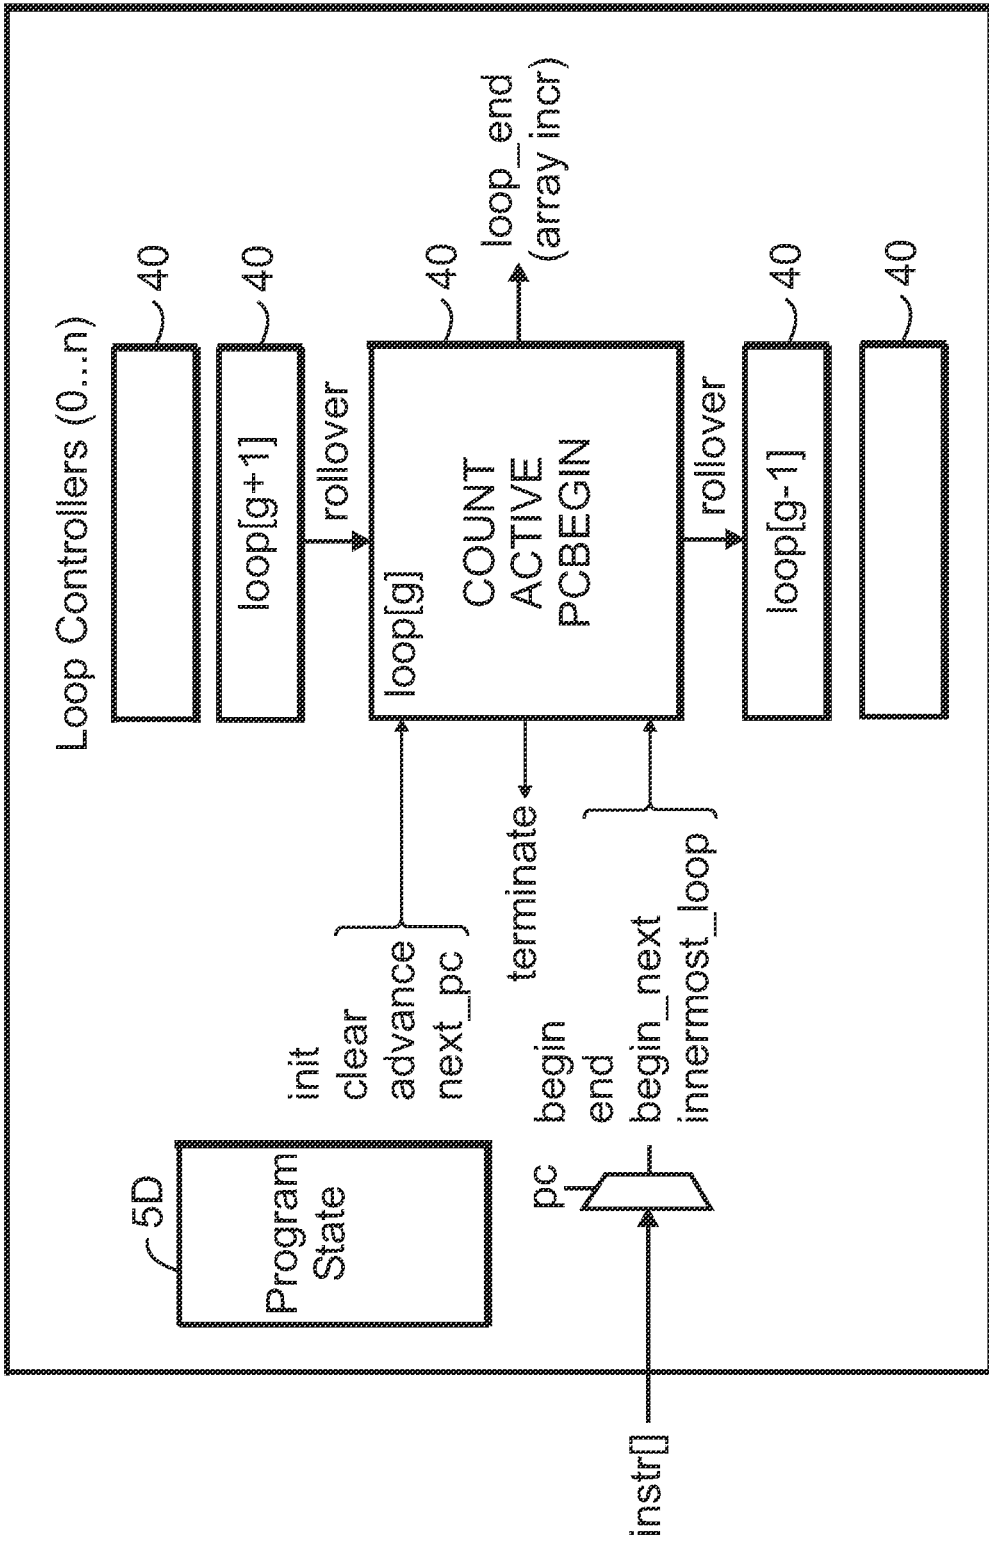 Loop Controllers (0...n)
40
loop[g+1]
40
rollover
loop[g]
COUNT
ACTIVE
PCBEGIN
40
loop_end
(array incr)
rollover
loop[g-1]
40
40
5D
Program
State
init
clear
advance
next_pc
terminate
pc
begin
end
begin_next
innermost_loop
instr[]